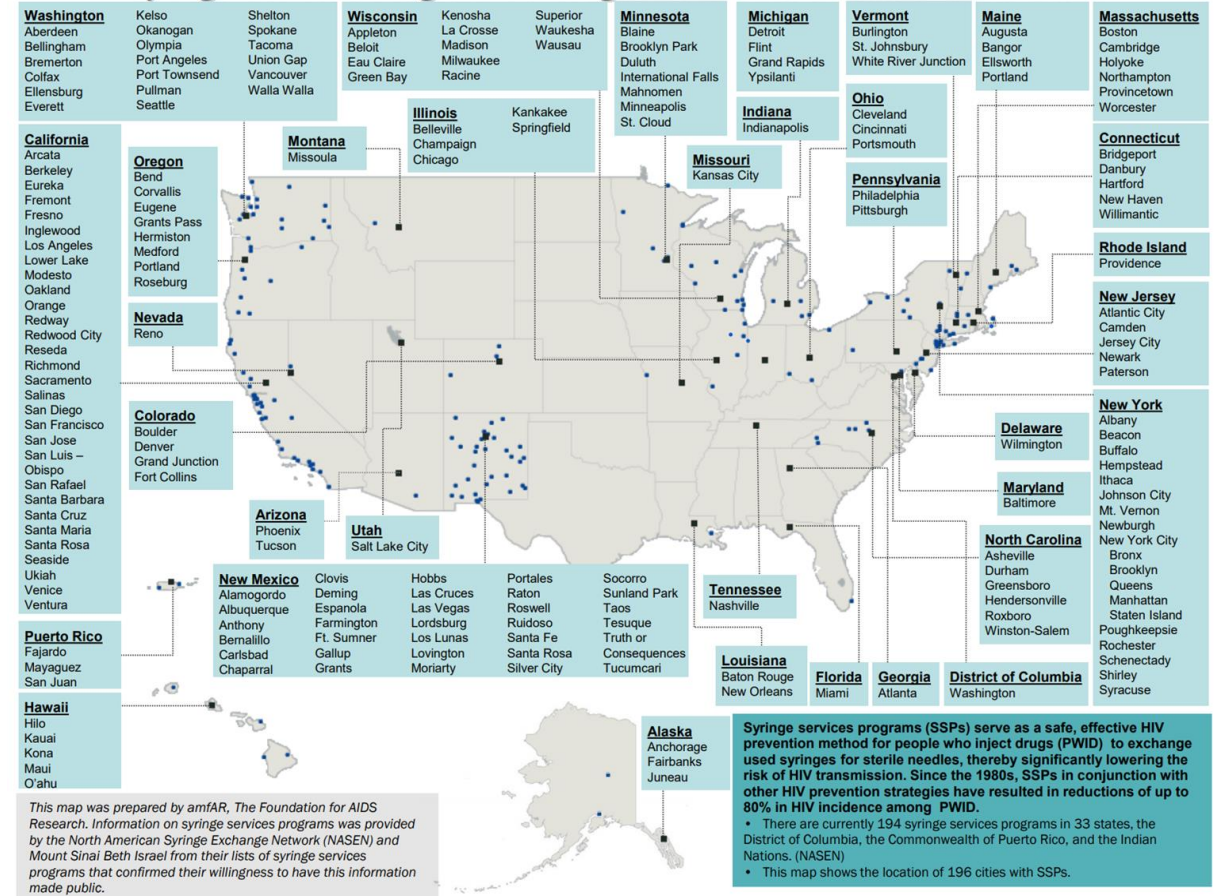 Washington
Aberdeen
Bellingham
Bremerton
Colfax
Ellensburg
Everett
Kelso
Okanogan
Olympia
Port Angeles
Port Townsend
Pullman
Seattle
Shelton
Spokane
Tacoma
Union Gap
Vancouver
Walla Walla
Wisconsin
Appleton
Beloit
Eau Claire
Green Bay
Kenosha
La Crosse
Madison
Milwaukee
Racine
Superior
Waukesha
Wausau
Minnesota
Blaine
Brooklyn Park
Duluth
International Falls
Mahnomen
Minneapolis
St. Cloud
Michigan
Detroit
Flint
Grand Rapids
Ypsilanti
Vermont
Burlington
St. Johnsbury
White River Junction
Maine
Augusta
Bangor
Ellsworth
Portland
Massachusetts
Boston
Cambridge
Holyoke
Northampton
Provincetown
Worcester
California
Arcata
Berkeley
Eureka
Fremont
Fresno
Inglewood
Los Angeles
Lower Lake
Modesto
Oakland
Orange
Redway
Redwood City
Reseda
Richmond
Sacramento
Salinas
San Diego
San Francisco
San Jose
San Luis –
Obispo
San Rafael
Santa Barbara
Santa Cruz
Santa Maria
Santa Rosa
Seaside
Ukiah
Venice
Ventura
Oregon
Bend
Corvallis
Eugene
Grants Pass
Hermiston
Medford
Portland
Roseburg
Montana
Missoula
Illinois
Belleville
Champaign
Chicago
Kankakee
Springfield
Missouri
Kansas City
Indiana
Indianapolis
Ohio
Cleveland
Cincinnati
Portsmouth
Pennsylvania
Philadelphia
Pittsburgh
Connecticut
Bridgeport
Danbury
Hartford
New Haven
Willimantic
Rhode Island
Providence
New Jersey
Atlantic City
Camden
Jersey City
Newark
Paterson
Nevada
Reno
Colorado
Boulder
Denver
Grand Junction
Fort Collins
New York
Albany
Beacon
Buffalo
Hempstead
Ithaca
Johnson City
Mt. Vernon
Newburgh
New York City
Bronx
Brooklyn
Queens
Manhattan
Staten Island
Poughkeepsie
Rochester
Schenectady
Shirley
Syracuse
Delaware
Wilmington
Maryland
Baltimore
Arizona
Phoenix
Tucson
Utah
Salt Lake City
North Carolina
Asheville
Durham
Greensboro
Hendersonville
Roxboro
Winston-Salem
New Mexico
Alamogordo
Albuquerque
Anthony
Bernalillo
Carlsbad
Chaparral
Clovis
Deming
Espanola
Farmington
Ft. Sumner
Gallup
Grants
Hobbs
Las Cruces
Las Vegas
Lordsburg
Los Lunas
Lovington
Moriarty
Portales
Raton
Roswell
Ruidoso
Santa Fe
Santa Rosa
Silver City
Socorro
Sunland Park
Taos
Tesuque
Truth or
Consequences
Tucumcari
Tennessee
Nashville
Puerto Rico
Fajardo
Mayaguez
San Juan
Louisiana
Baton Rouge
New Orleans
Florida
Miami
Georgia
Atlanta
District of Columbia
Washington
Hawaii
Hilo
Kauai
Kona
Maui
O'ahu
Alaska
Anchorage
Fairbanks
Juneau
Syringe services programs (SSPs) serve as a safe, effective HIV
prevention method for people who inject drugs (PWID) to exchange
used syringes for sterile needles, thereby significantly lowering the
risk of HIV transmission. Since the 1980s, SSPs in conjunction with
other HIV prevention strategies have resulted in reductions of up to
80% in HIV incidence among PWID.
• There are currently 194 syringe services programs in 33 states, the
District of Columbia, the Commonwealth of Puerto Rico, and the Indian
Nations. (NASEN)
• This map shows the location of 196 cities with SSPs.
This map was prepared by amfAR, The Foundation for AIDS
Research. Information on syringe services programs was provided
by the North American Syringe Exchange Network (NASEN) and
Mount Sinai Beth Israel from their lists of syringe services
programs that confirmed their willingness to have this information
made public.